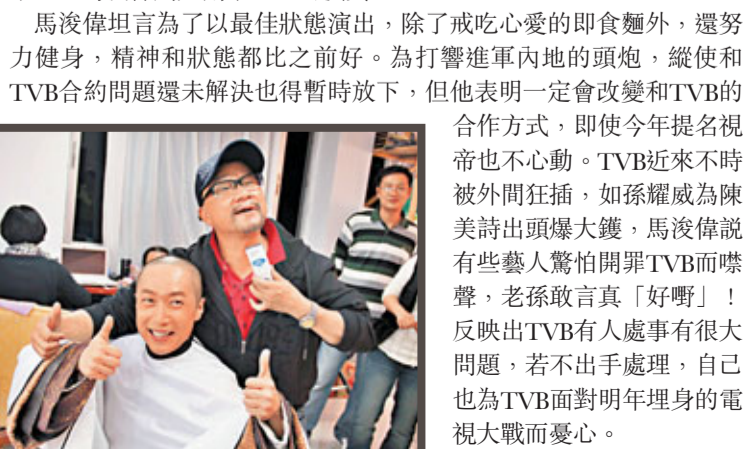 馬浚偉坦言為了以最佳狀態演出，除了戒吃心愛的即食麵外，還努
力健身，精神和狀態都比之前好。為打響進軍內地的頭炮，縱使和
TVB合約問題還未解決也得暫時放下，但他表明一定會改變和TVB的
合作方式，即使今年提名視
帝也不心動。TVB近來不時
被外間狂插，如孫耀威為陳
美詩出頭爆大鑊，馬浚偉説
有些藝人驚怕開罪TVB而噤
聲，老孫敢言真「好嘢」！
反映出TVB有人處事有很大
問題，若不出手處理，自己
也為TVB面對明年埋身的電
視大戰而憂心。